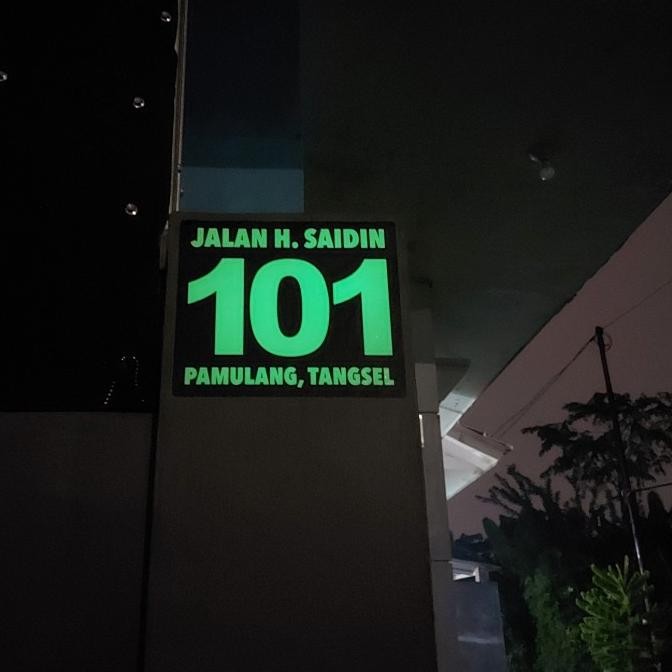 JALAN H. SAIDIN
101
PAMULANG, TANGSEL